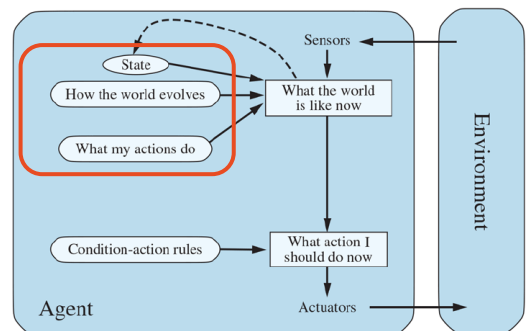 Sensors
State
How the world evolves
What the world
is like now
What my actions do
Condition-action rules
What action I
should do now
Agent
Actuators
Environment